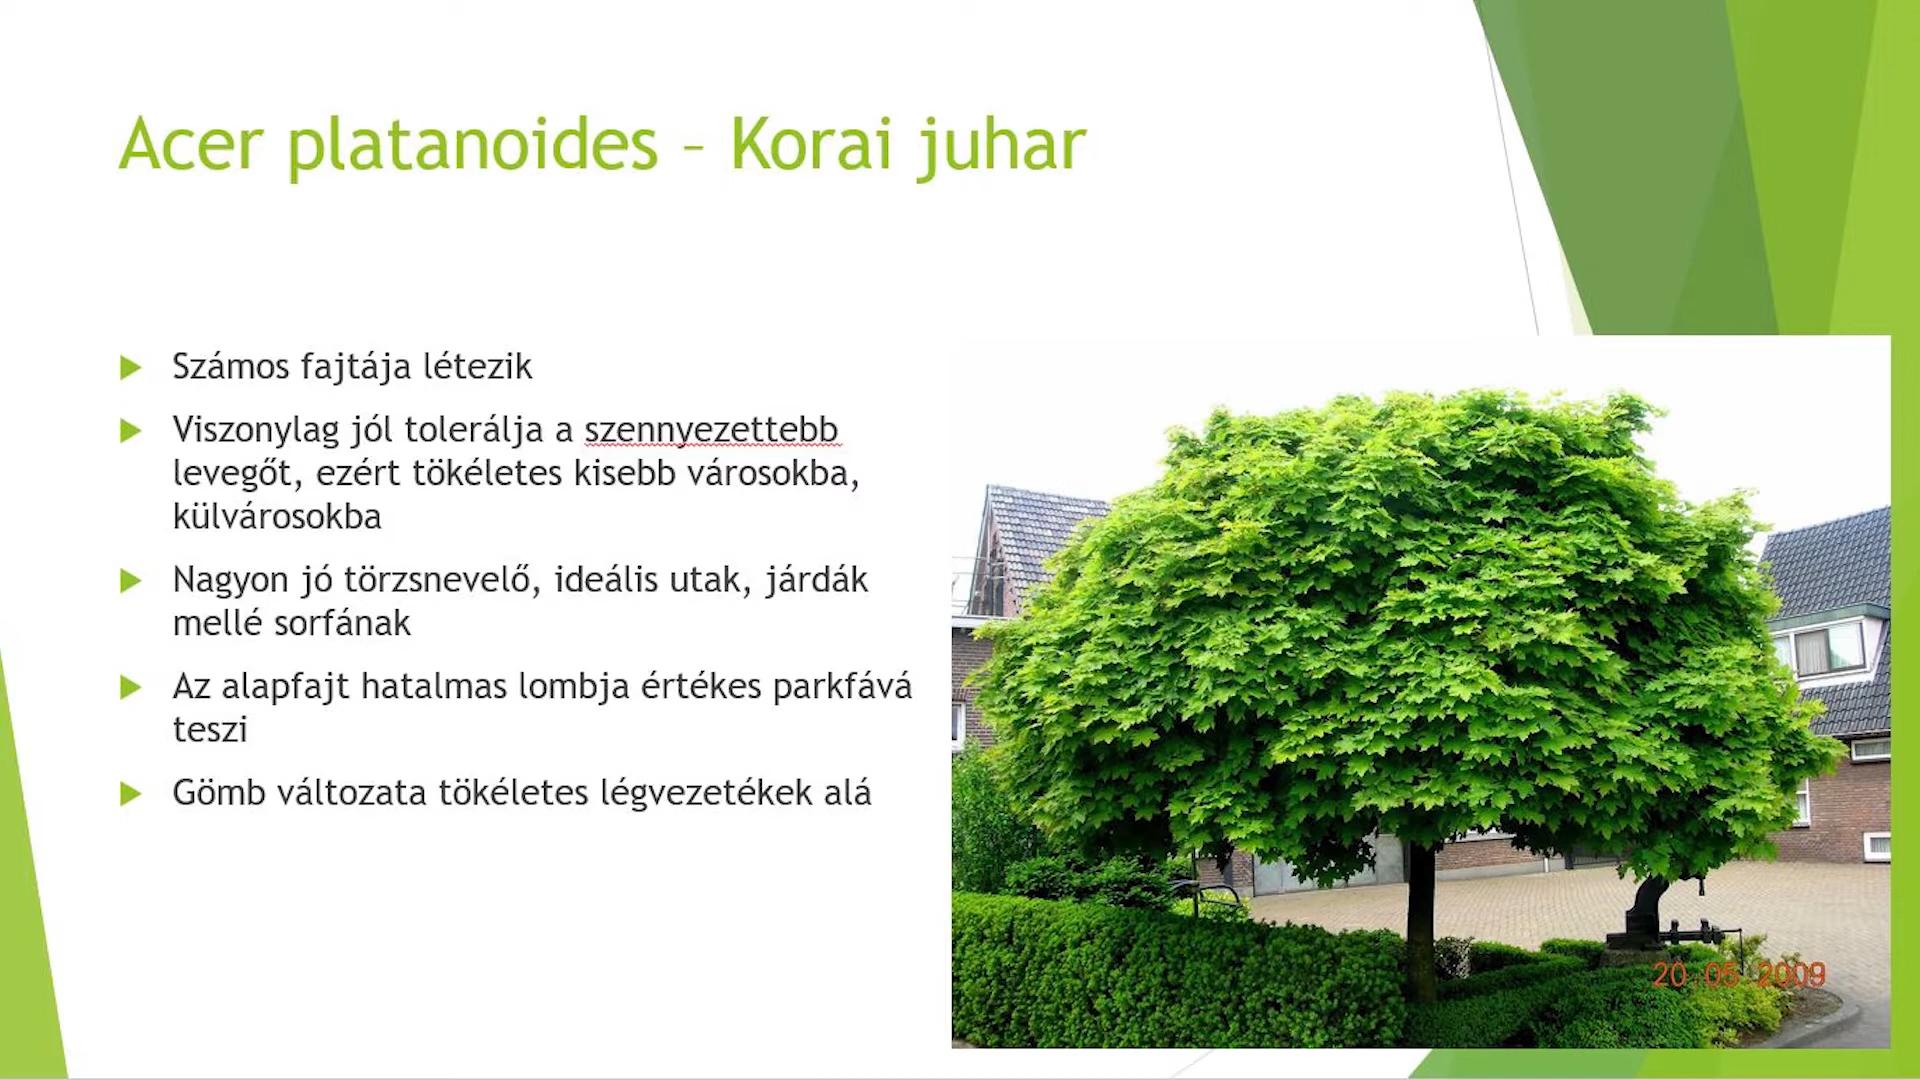 Acer platanoides – Korai juhar
Számos fajtája létezik
Viszonylag jól tolerálja a szennyezettebb
levegőt, ezért tökéletes kisebb városokba,
külvárosokba
Nagyon jó törzsnevelő, ideális utak, járdák
mellé sorfának
Az alapfajt hatalmas lombja értékes parkfává
teszi
Gömb változata tökéletes légvezetékek alá
20 05 2009